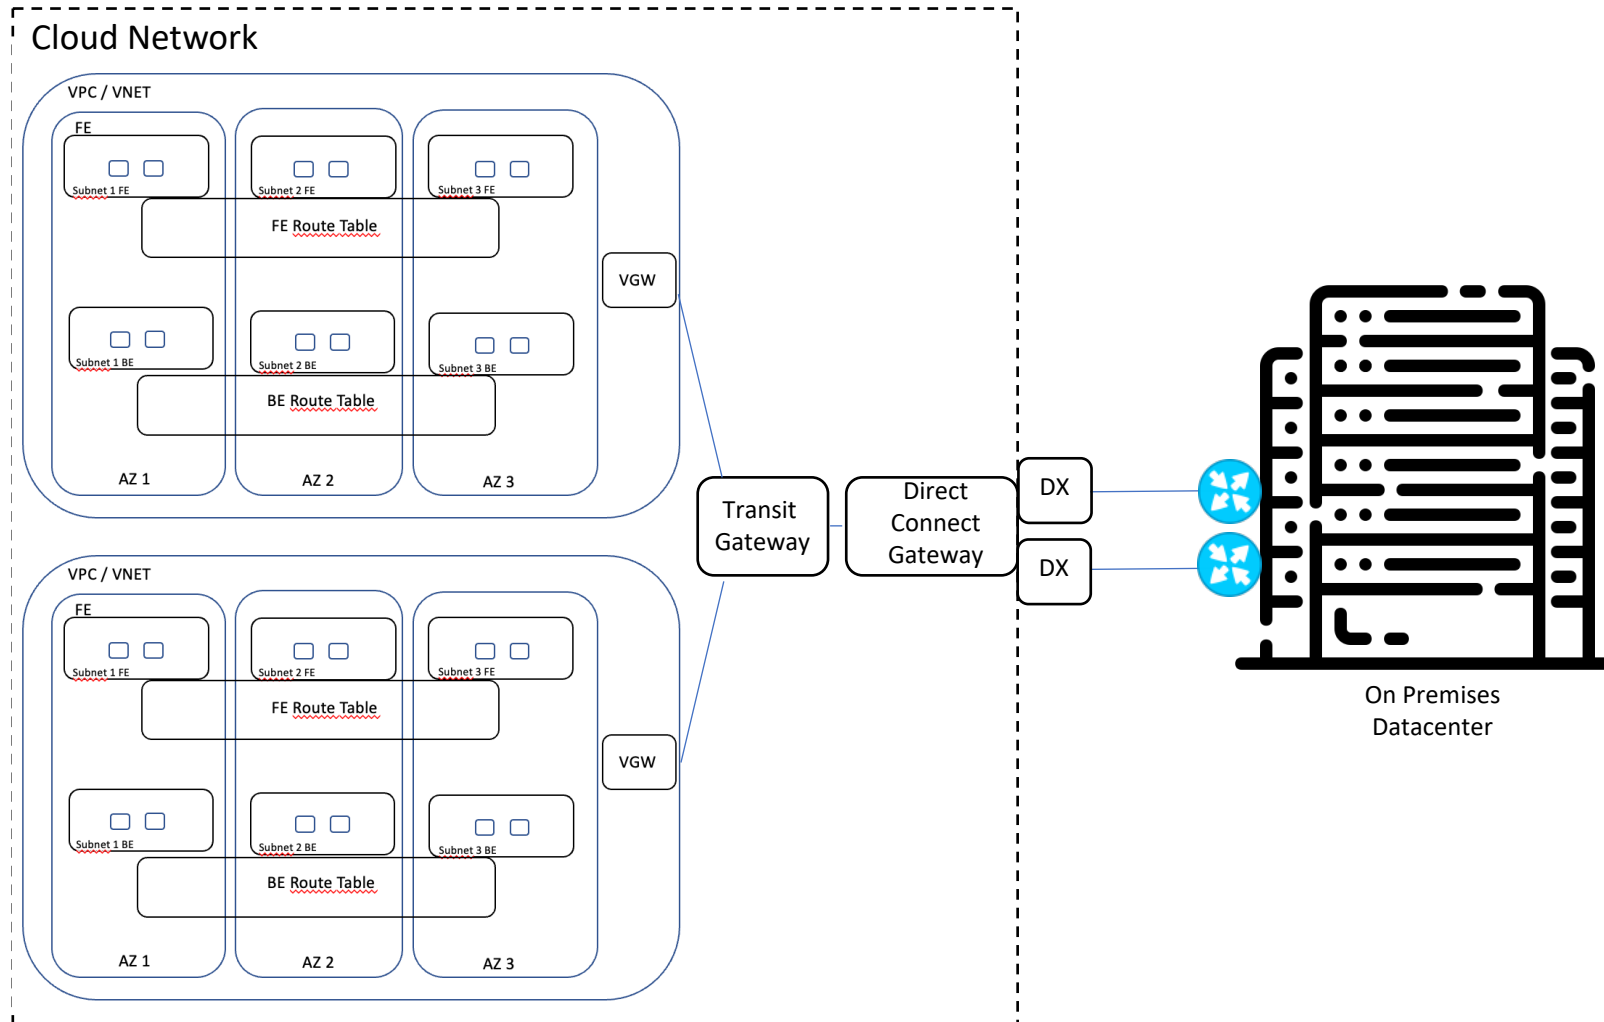 Cloud Network
VPC / VNET
FE
Subnet 1 FE
Subnet 2 FE
Subnet 3 FE
FE Route Table
VGW
Subnet 1 BE
Subnet 2 BE
Subnet 3 BE
BE Route Table
AZ 1
AZ 2
AZ 3
Transit
Gateway
Direct
Connect
Gateway
DX
DX
VPC / VNET
FE
Subnet 1 FE
Subnet 2 FE
Subnet 3 FE
FE Route Table
VGW
Subnet 1 BE
Subnet 2 BE
Subnet 3 BE
BE Route Table
AZ 1
AZ 2
AZ 3
On Premises
Datacenter